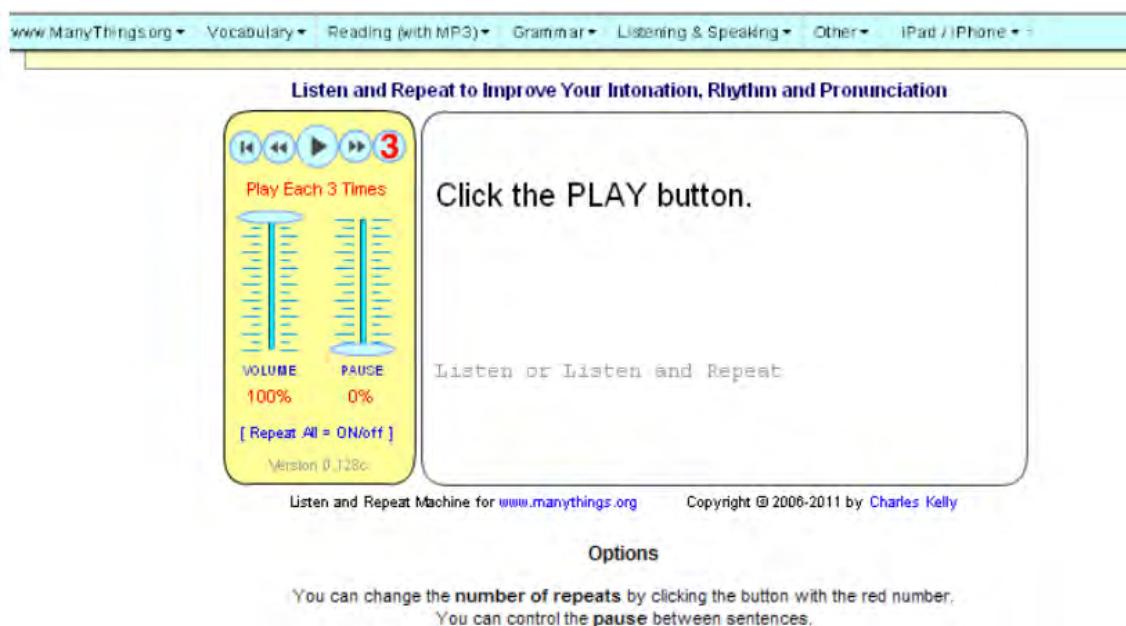 www.ManyThings.org Vocabulary Reading (with MP3) Grammar Listening & Speaking Other iPad / iPhone
Listen and Repeat to Improve Your Intonation, Rhythm and Pronunciation
3
Play Each 3 Times
VOLUME PAUSE
100% 0%
[ Repeat All = ON/off ]
Version 0.128c
Click the PLAY button.
Listen or Listen and Repeat
Listen and Repeat Machine for www.manythings.org Copyright © 2006-2011 by Charles Kelly
Options
You can change the number of repeats by clicking the button with the red number.
You can control the pause between sentences.